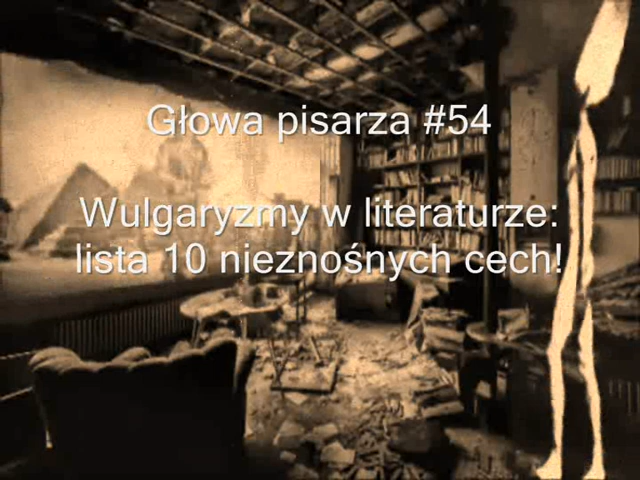 Głowa pisarza #54
Wulgaryzmy w literaturze:
lista 10 nieznośnych cech!